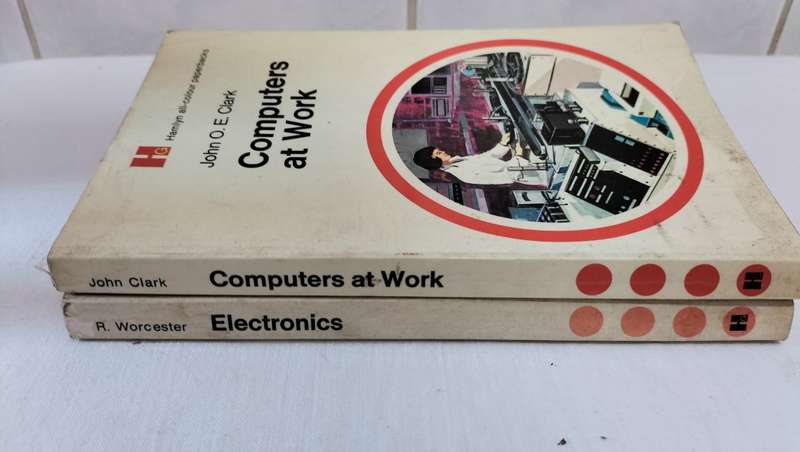 HG Hamlyn all-colour paperbacks
John O. E. Clark
Computers
at Work
John Clark Computers at Work H
R. Worcester Electronics H